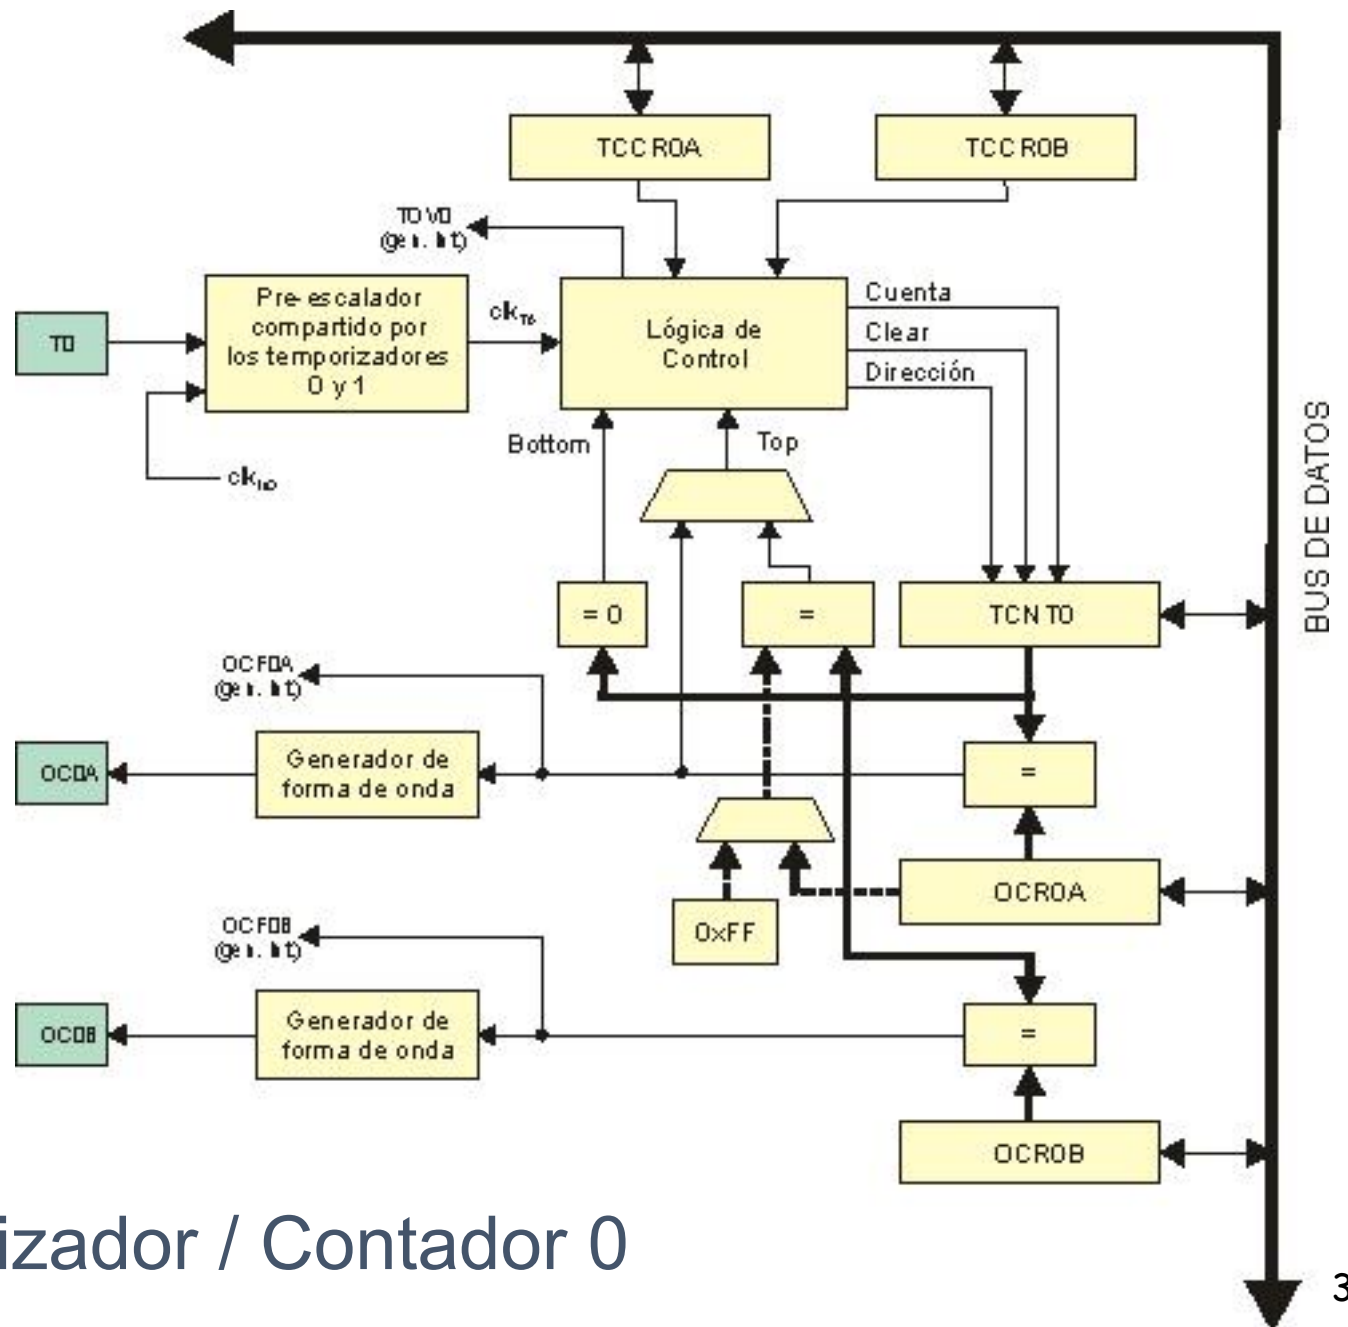 TCCR0A
TCCR0B
TOV0
(gen. int)
Pre-escalador
compartido por
los temporizadores
0 y 1
T0
clkT0
Lógica de
Control
Cuenta
Clear
Dirección
Bottom
Top
clkI/O
BUS DE DATOS
= 0
=
TCNT0
OCF0A
(gen. int)
OC0A
Generador de
forma de onda
=
OCR0A
0xFF
OCF0B
(gen. int)
OC0B
Generador de
forma de onda
=
OCR0B
izador / Contador 0
3